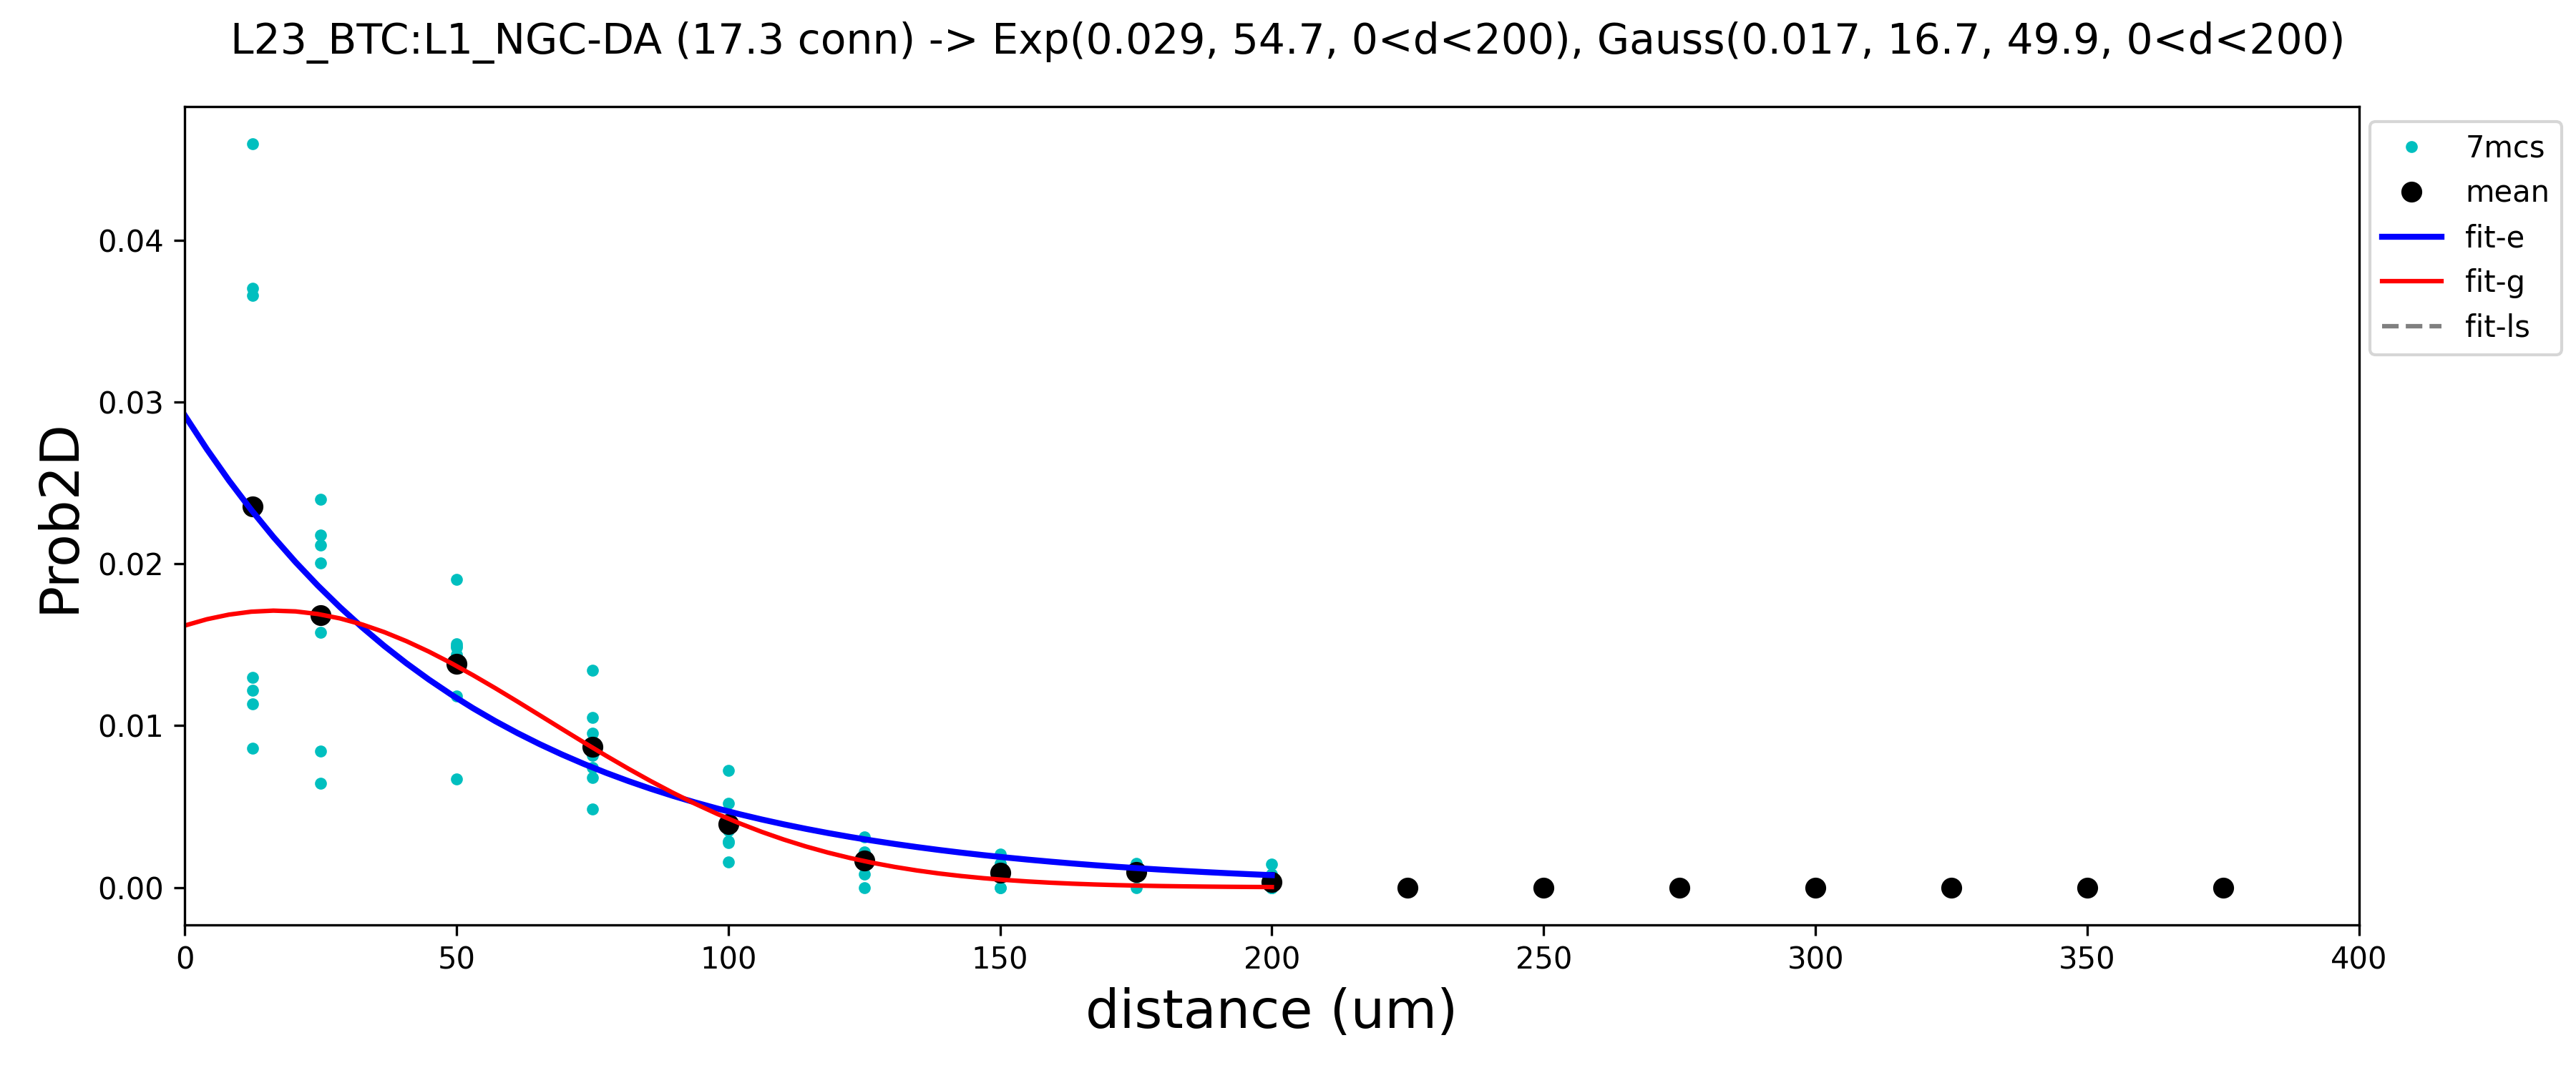 L23_BTC:L1_NGC-DA (17.3 conn) -> Exp(0.029, 54.7, 0<d<200), Gauss(0.017, 16.7, 49.9, 0<d<200)
7mcs
mean
fit-e
fit-g
fit-ls
Prob2D
0.04
0.03
0.02
0.01
0.00
0 50 100 150 200 250 300 350 400
distance (um)